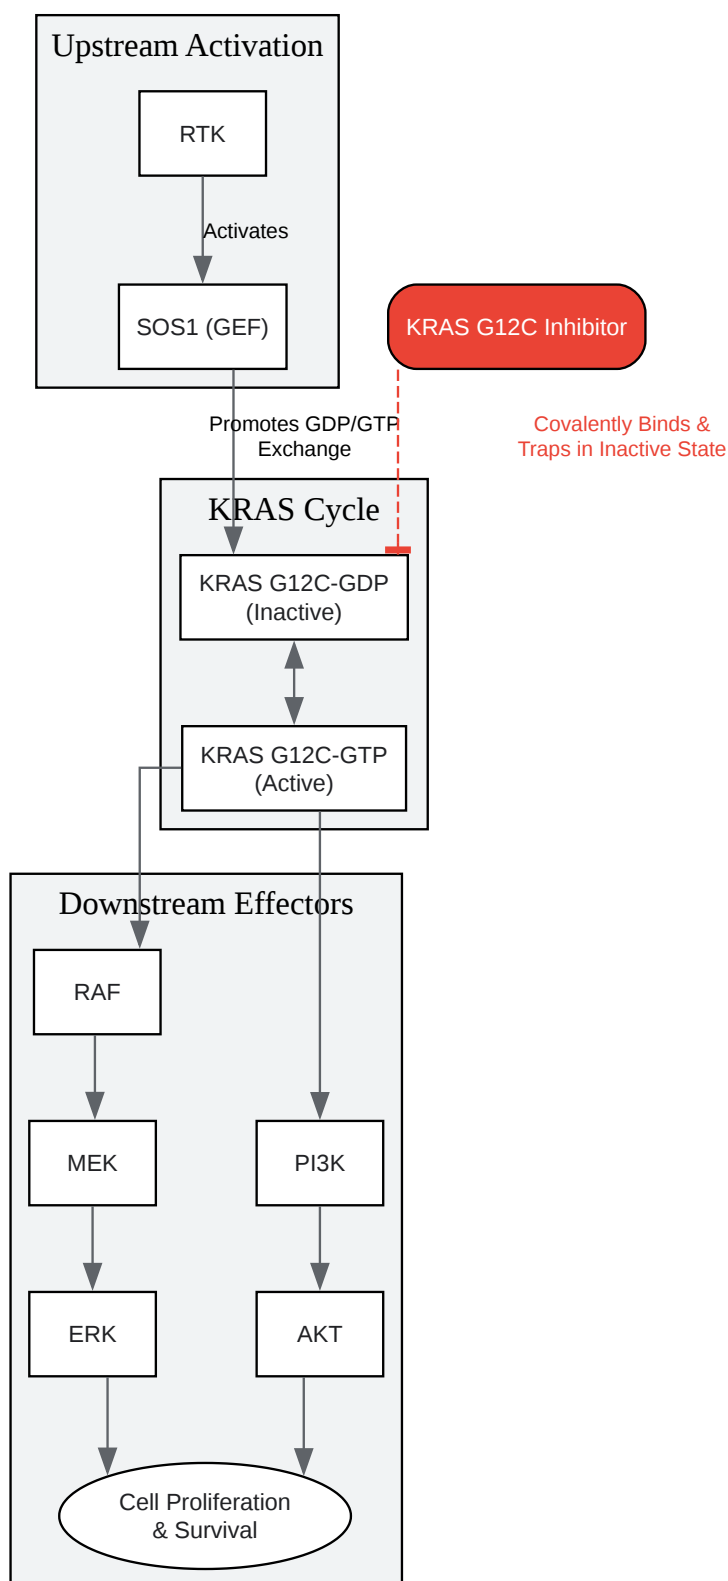 Upstream Activation
RTK
Activates
SOS1 (GEF)
KRAS G12C Inhibitor
Promotes GDP/GTP
Exchange
Covalently Binds &
Traps in Inactive State
KRAS Cycle
KRAS G12C-GDP
(Inactive)
KRAS G12C-GTP
(Active)
Downstream Effectors
RAF
MEK
PI3K
ERK
AKT
Cell Proliferation
& Survival